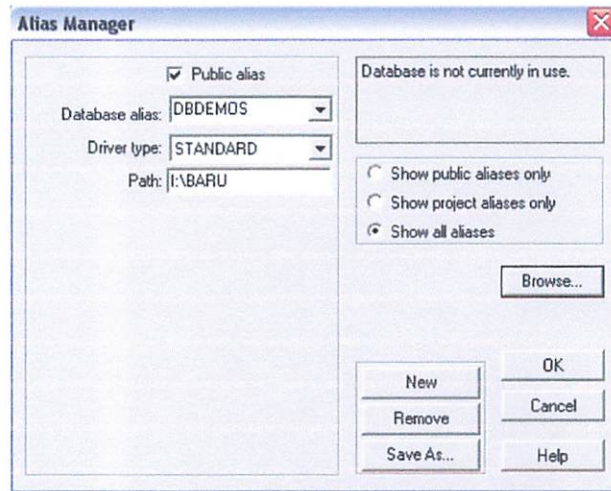 Alias Manager
Public alias
Database alias: DBDEMOS
Driver type: STANDARD
Path: I:\BARU
Database is not currently in use.
Show public aliases only
Show project aliases only
Show all aliases
Browse...
New
Remove
Save As...
OK
Cancel
Help